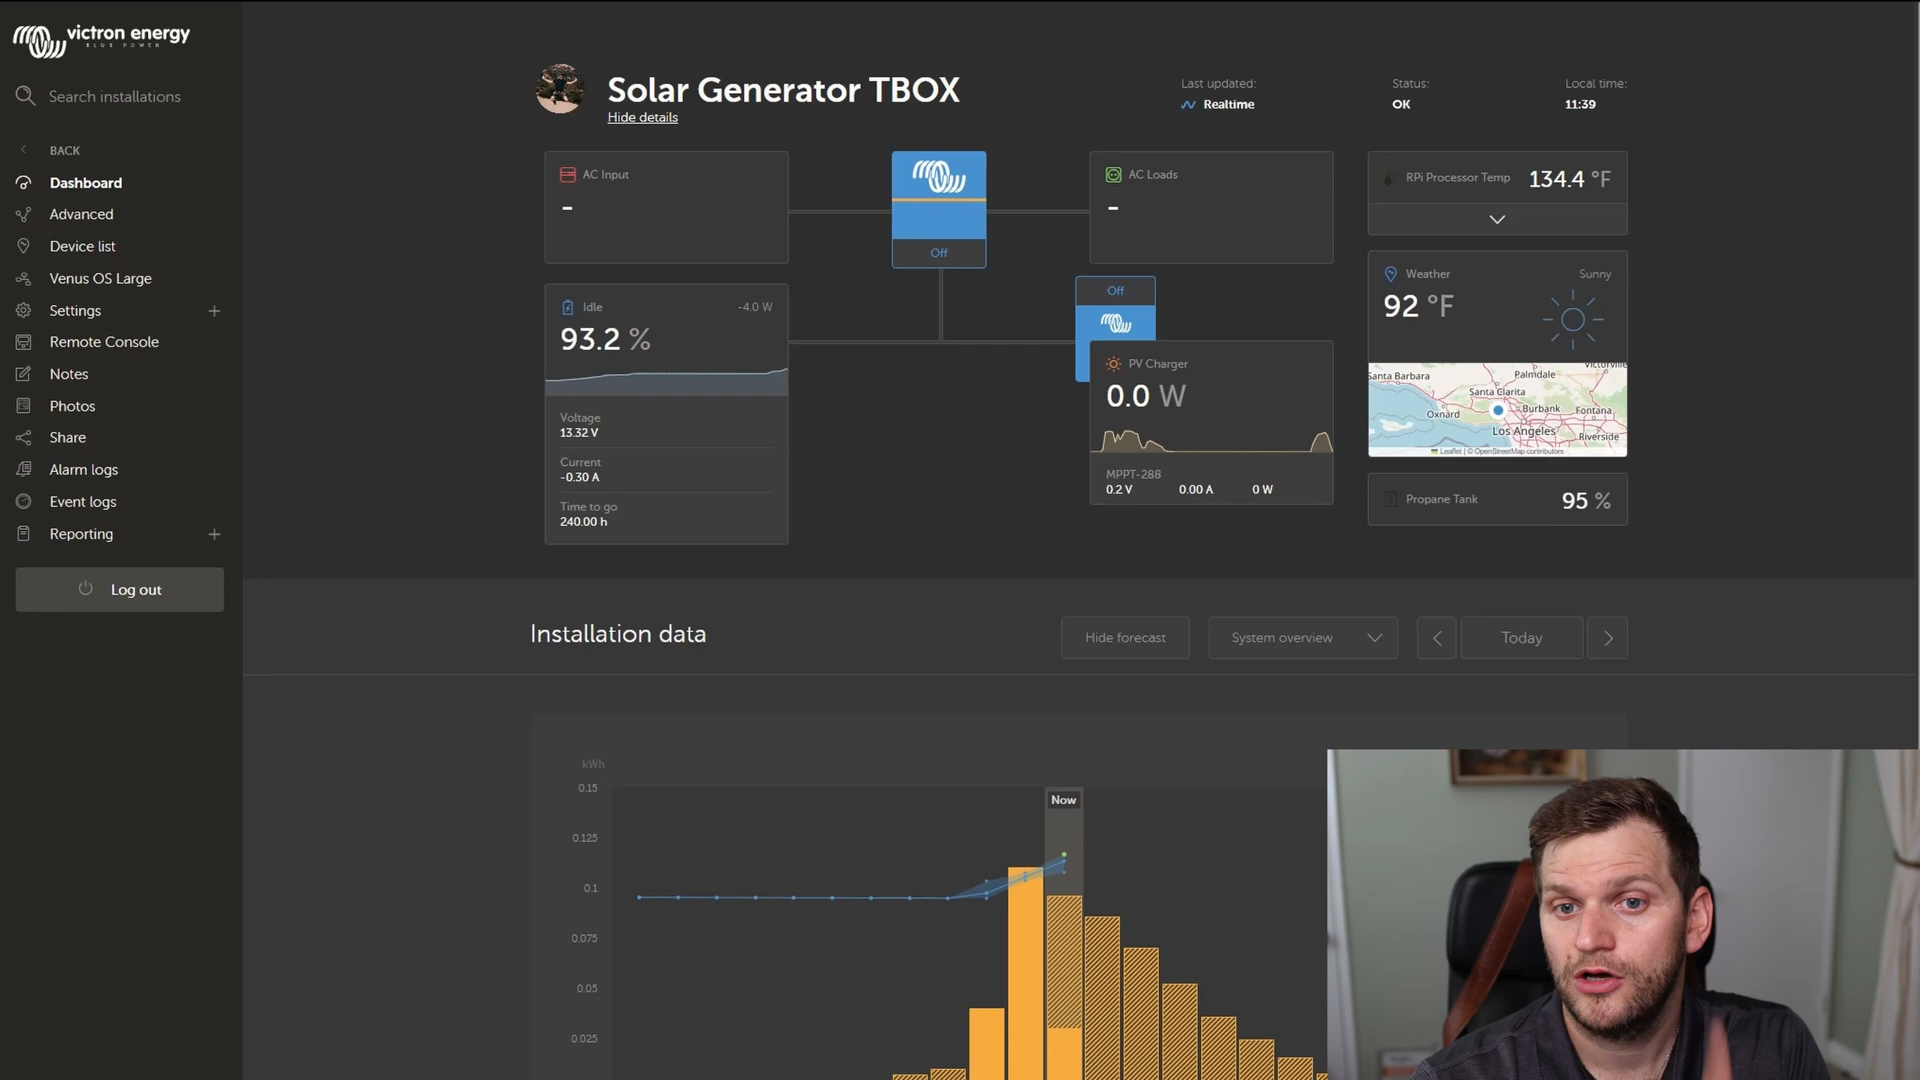 victron energy
BLUE POWER
Search installations
BACK
Dashboard
Advanced
Device list
Venus OS Large
Settings
Remote Console
Notes
Photos
Share
Alarm logs
Event logs
Reporting
Log out
Solar Generator TBOX
Hide details
Last updated:
Realtime
Status:
OK
Local time:
11:39
AC Input
-
Off
AC Loads
-
RPi Processor Temp 134.4 °F
Idle -4.0 W
93.2 %
Voltage
13.32 V
Current
-0.30 A
Time to go
240.00 h
Off
PV Charger
0.0 W
MPPT-288
0.2 V 0.00 A 0 W
Weather Sunny
92 °F
Santa Barbara
Palmdale
Victorville
Santa Clarita
Oxnard
Burbank
Fontana
Los Angeles
Riverside
Leaflet | © OpenStreetMap contributors
Propane Tank 95 %
Installation data
Hide forecast
System overview
Today
kWh
0.15
0.125
0.1
0.075
0.05
0.025
Now